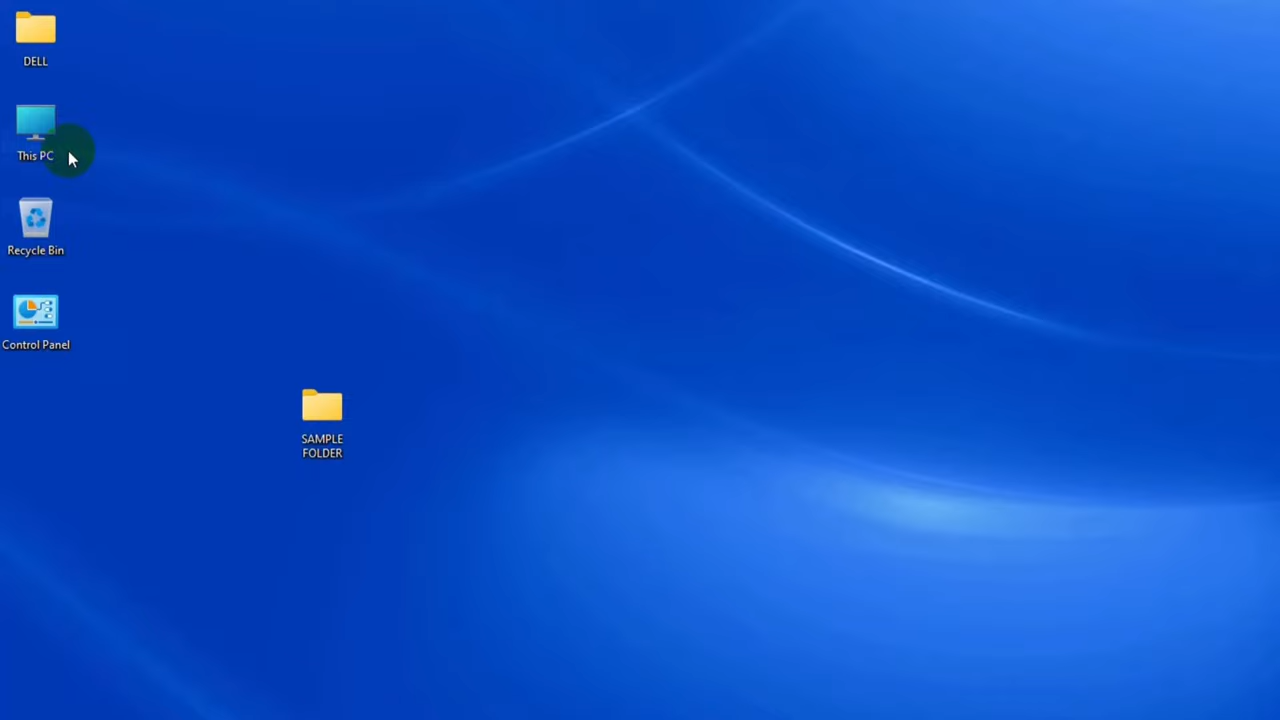 DELL
This PC
Recycle Bin
Control Panel
SAMPLE
FOLDER